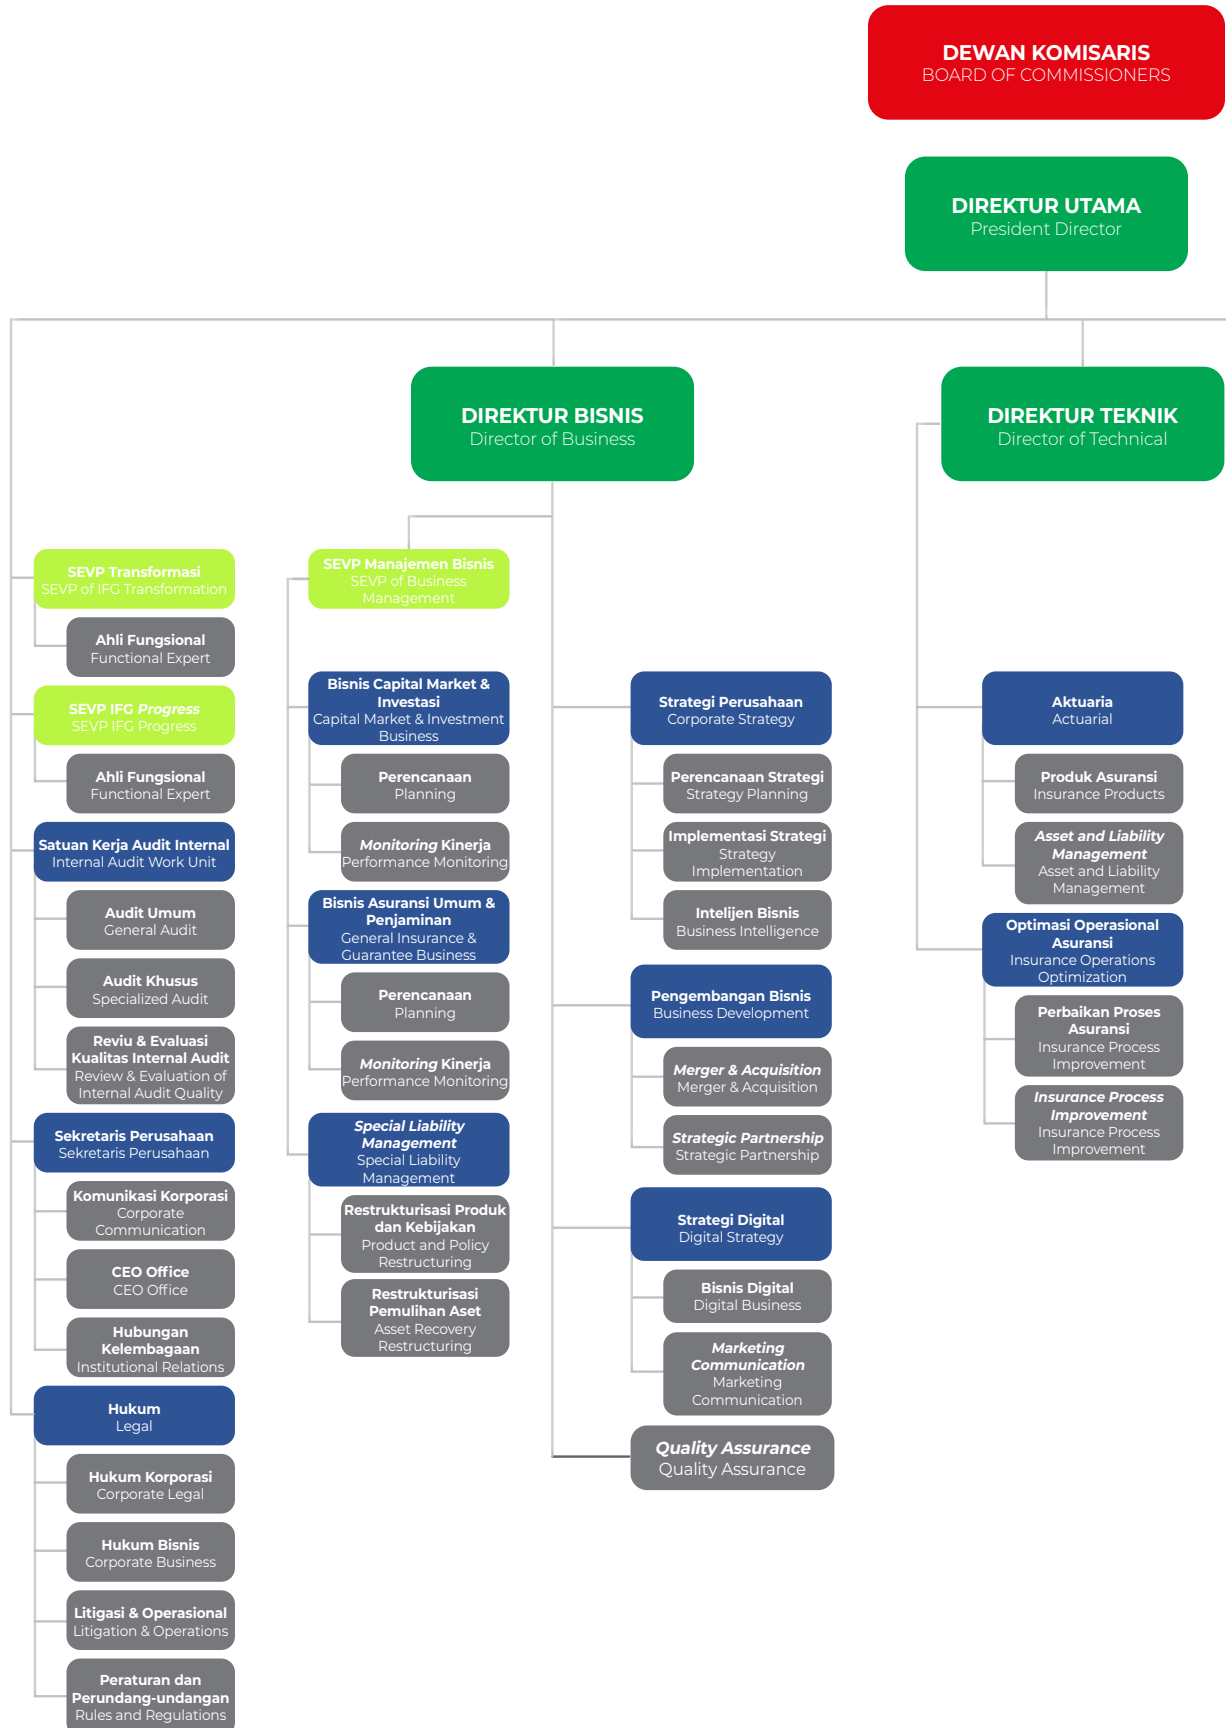 DEWAN KOMISARIS
BOARD OF COMMISSIONERS
DIREKTUR UTAMA
President Director
DIREKTUR BISNIS
Director of Business
DIREKTUR TEKNIK
Director of Technical
SEVP Transformasi
SEVP of IFG Transformation
Ahli Fungsional
Functional Expert
SEVP IFG Progress
SEVP IFG Progress
Ahli Fungsional
Functional Expert
Satuan Kerja Audit Internal
Internal Audit Work Unit
Audit Umum
General Audit
Audit Khusus
Specialized Audit
Reviu & Evaluasi
Kualitas Internal Audit
Review & Evaluation of
Internal Audit Quality
Sekretaris Perusahaan
Sekretaris Perusahaan
Komunikasi Korporasi
Corporate
Communication
CEO Office
CEO Office
Hubungan
Kelembagaan
Institutional Relations
Hukum
Legal
Hukum Korporasi
Corporate Legal
Hukum Bisnis
Corporate Business
Litigasi & Operasional
Litigation & Operations
Peraturan dan
Perundang-undangan
Rules and Regulations
SEVP Manajemen Bisnis
SEVP of Business
Management
Bisnis Capital Market &
Investasi
Capital Market & Investment
Business
Perencanaan
Planning
Monitoring Kinerja
Performance Monitoring
Bisnis Asuransi Umum &
Penjaminan
General Insurance &
Guarantee Business
Perencanaan
Planning
Monitoring Kinerja
Performance Monitoring
Special Liability
Management
Special Liability
Management
Restrukturisasi Produk
dan Kebijakan
Product and Policy
Restructuring
Restrukturisasi
Pemulihan Aset
Asset Recovery
Restructuring
Strategi Perusahaan
Corporate Strategy
Perencanaan Strategi
Strategy Planning
Implementasi Strategi
Strategy
Implementation
Intelijen Bisnis
Business Intelligence
Pengembangan Bisnis
Business Development
Merger & Acquisition
Merger & Acquisition
Strategic Partnership
Strategic Partnership
Strategi Digital
Digital Strategy
Bisnis Digital
Digital Business
Marketing
Communication
Marketing
Communication
Quality Assurance
Quality Assurance
Aktuaria
Actuarial
Produk Asuransi
Insurance Products
Asset and Liability
Management
Asset and Liability
Management
Optimasi Operasional
Asuransi
Insurance Operations
Optimization
Perbaikan Proses
Asuransi
Insurance Process
Improvement
Insurance Process
Improvement
Insurance Process
Improvement